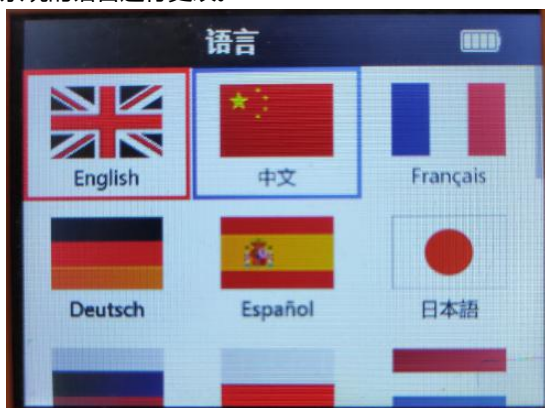 语言
English
中文
Français
Deutsch
Español
日本語